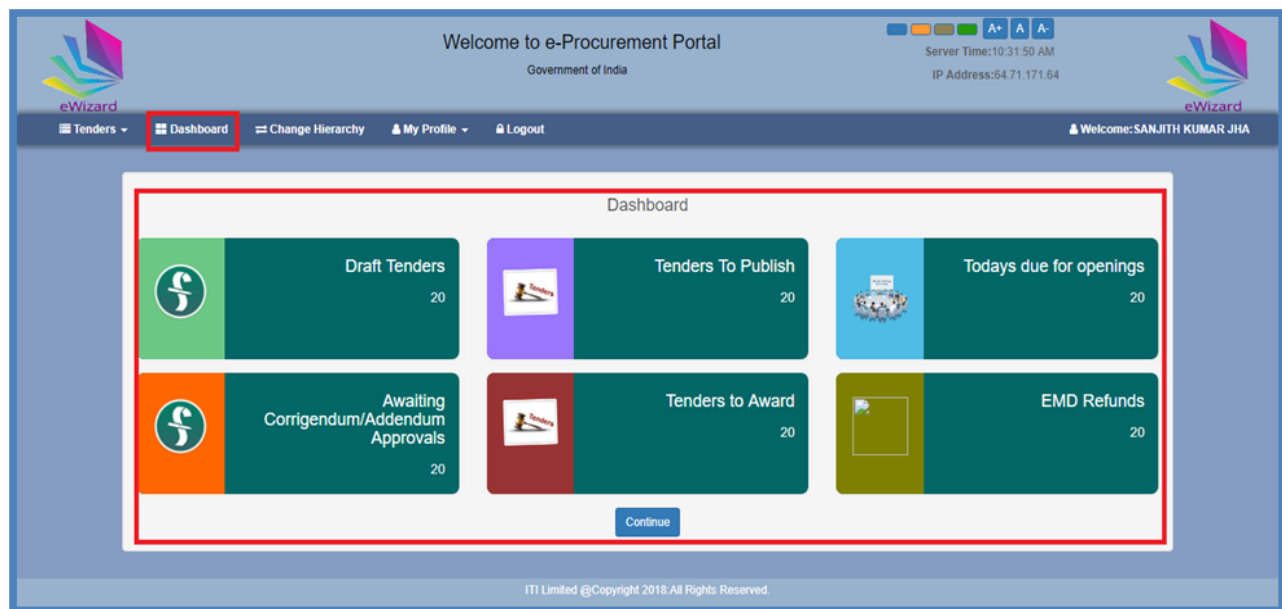 Welcome to e-Procurement Portal
Government of India
A+ A A-
Server Time:10:31:50 AM
IP Address:64.71.171.64
eWizard
eWizard
Tenders Dashboard Change Hierarchy My Profile Logout Welcome:SANJITH KUMAR JHA
Dashboard
Draft Tenders
20
Tenders
Tenders To Publish
20
Todays due for openings
20
Awaiting
Corrigendum/Addendum
Approvals
20
Tenders
Tenders to Award
20
EMD Refunds
20
Continue
ITI Limited @Copyright 2018:All Rights Reserved.